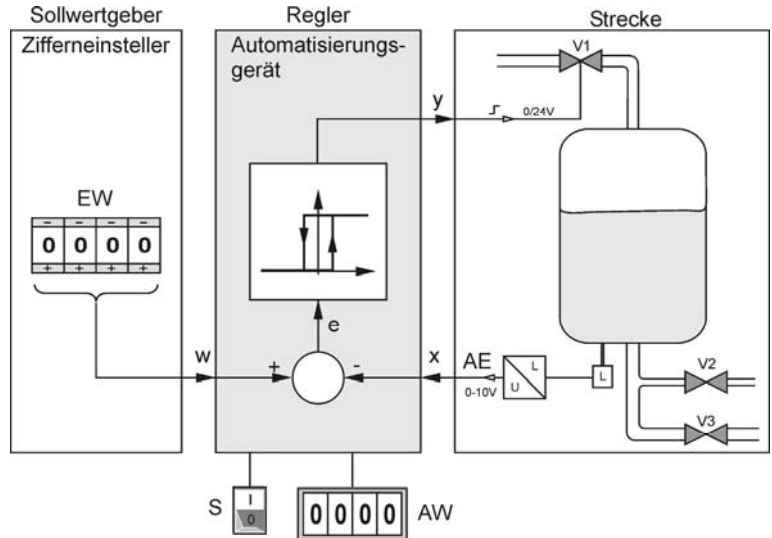 Sollwertgeber
Regler
Strecke
Ziffereinsteller
Automatisierungs-
gerät
V1
y
0/24V
EW
- - - -
0 0 0 0
+ + + +
e
w
+
-
x
AE
0-10V
L
U
L
V2
V3
S
I
0
0 0 0 0
AW